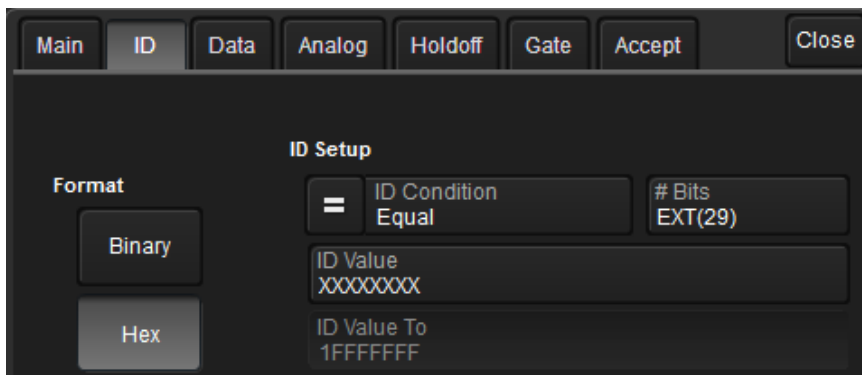 Main ID Data Analog Holdoff Gate Accept Close
ID Setup
Format
ID Condition # Bits
= Equal EXT(29)
Binary
ID Value
XXXXXXXX
Hex
ID Value To
1FFFFFFF